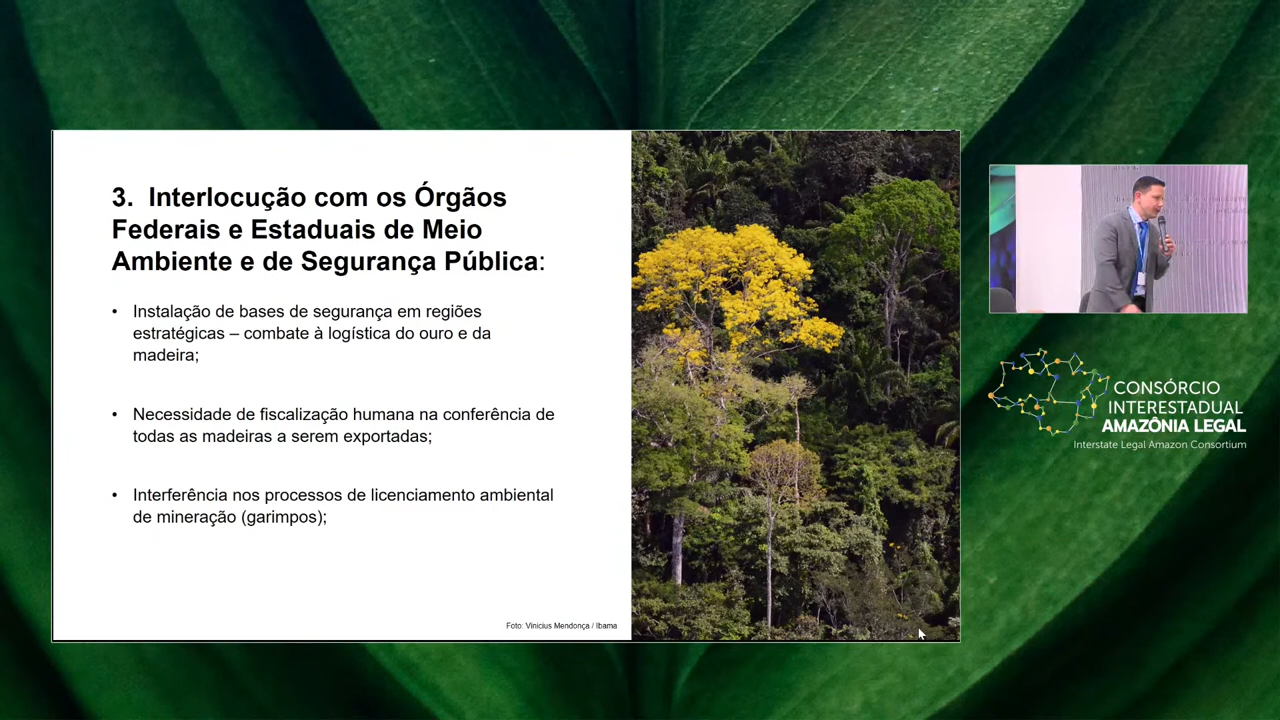 3. Interlocução com os Órgãos
Federais e Estaduais de Meio
Ambiente e de Segurança Pública:
• Instalação de bases de segurança em regiões
estratégicas – combate à logística do ouro e da
madeira;
• Necessidade de fiscalização humana na conferência de
todas as madeiras a serem exportadas;
• Interferência nos processos de licenciamento ambiental
de mineração (garimpos);
Foto: Vinicius Mendonça / Ibama
CONSÓRCIO
INTERESTADUAL
AMAZÔNIA LEGAL
Interstate Legal Amazon Consortium